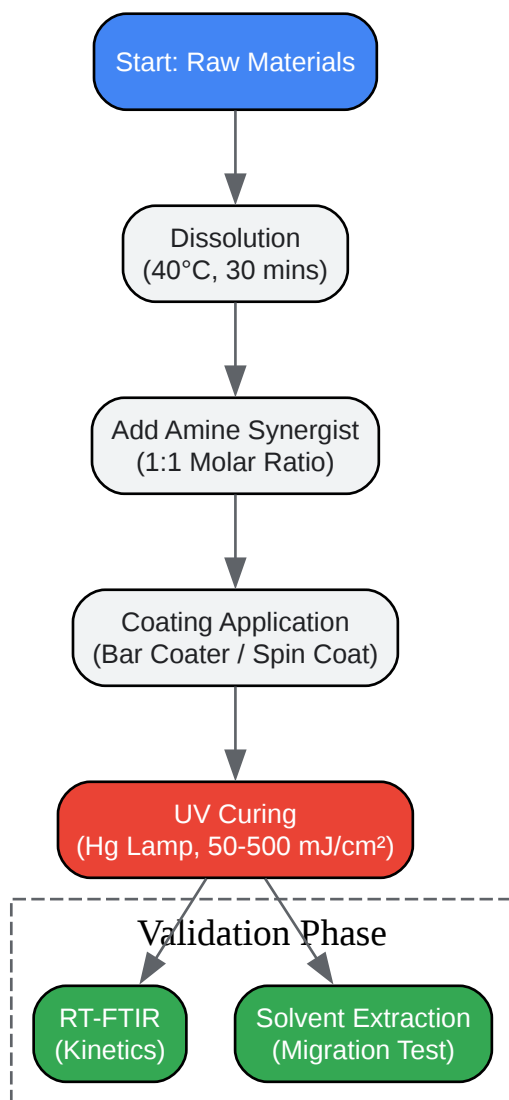 Start: Raw Materials
Dissolution
(40°C, 30 mins)
Add Amine Synergist
(1:1 Molar Ratio)
Coating Application
(Bar Coater / Spin Coat)
UV Curing
(Hg Lamp, 50-500 mJ/cm²)
Validation Phase
RT-FTIR
(Kinetics)
Solvent Extraction
(Migration Test)